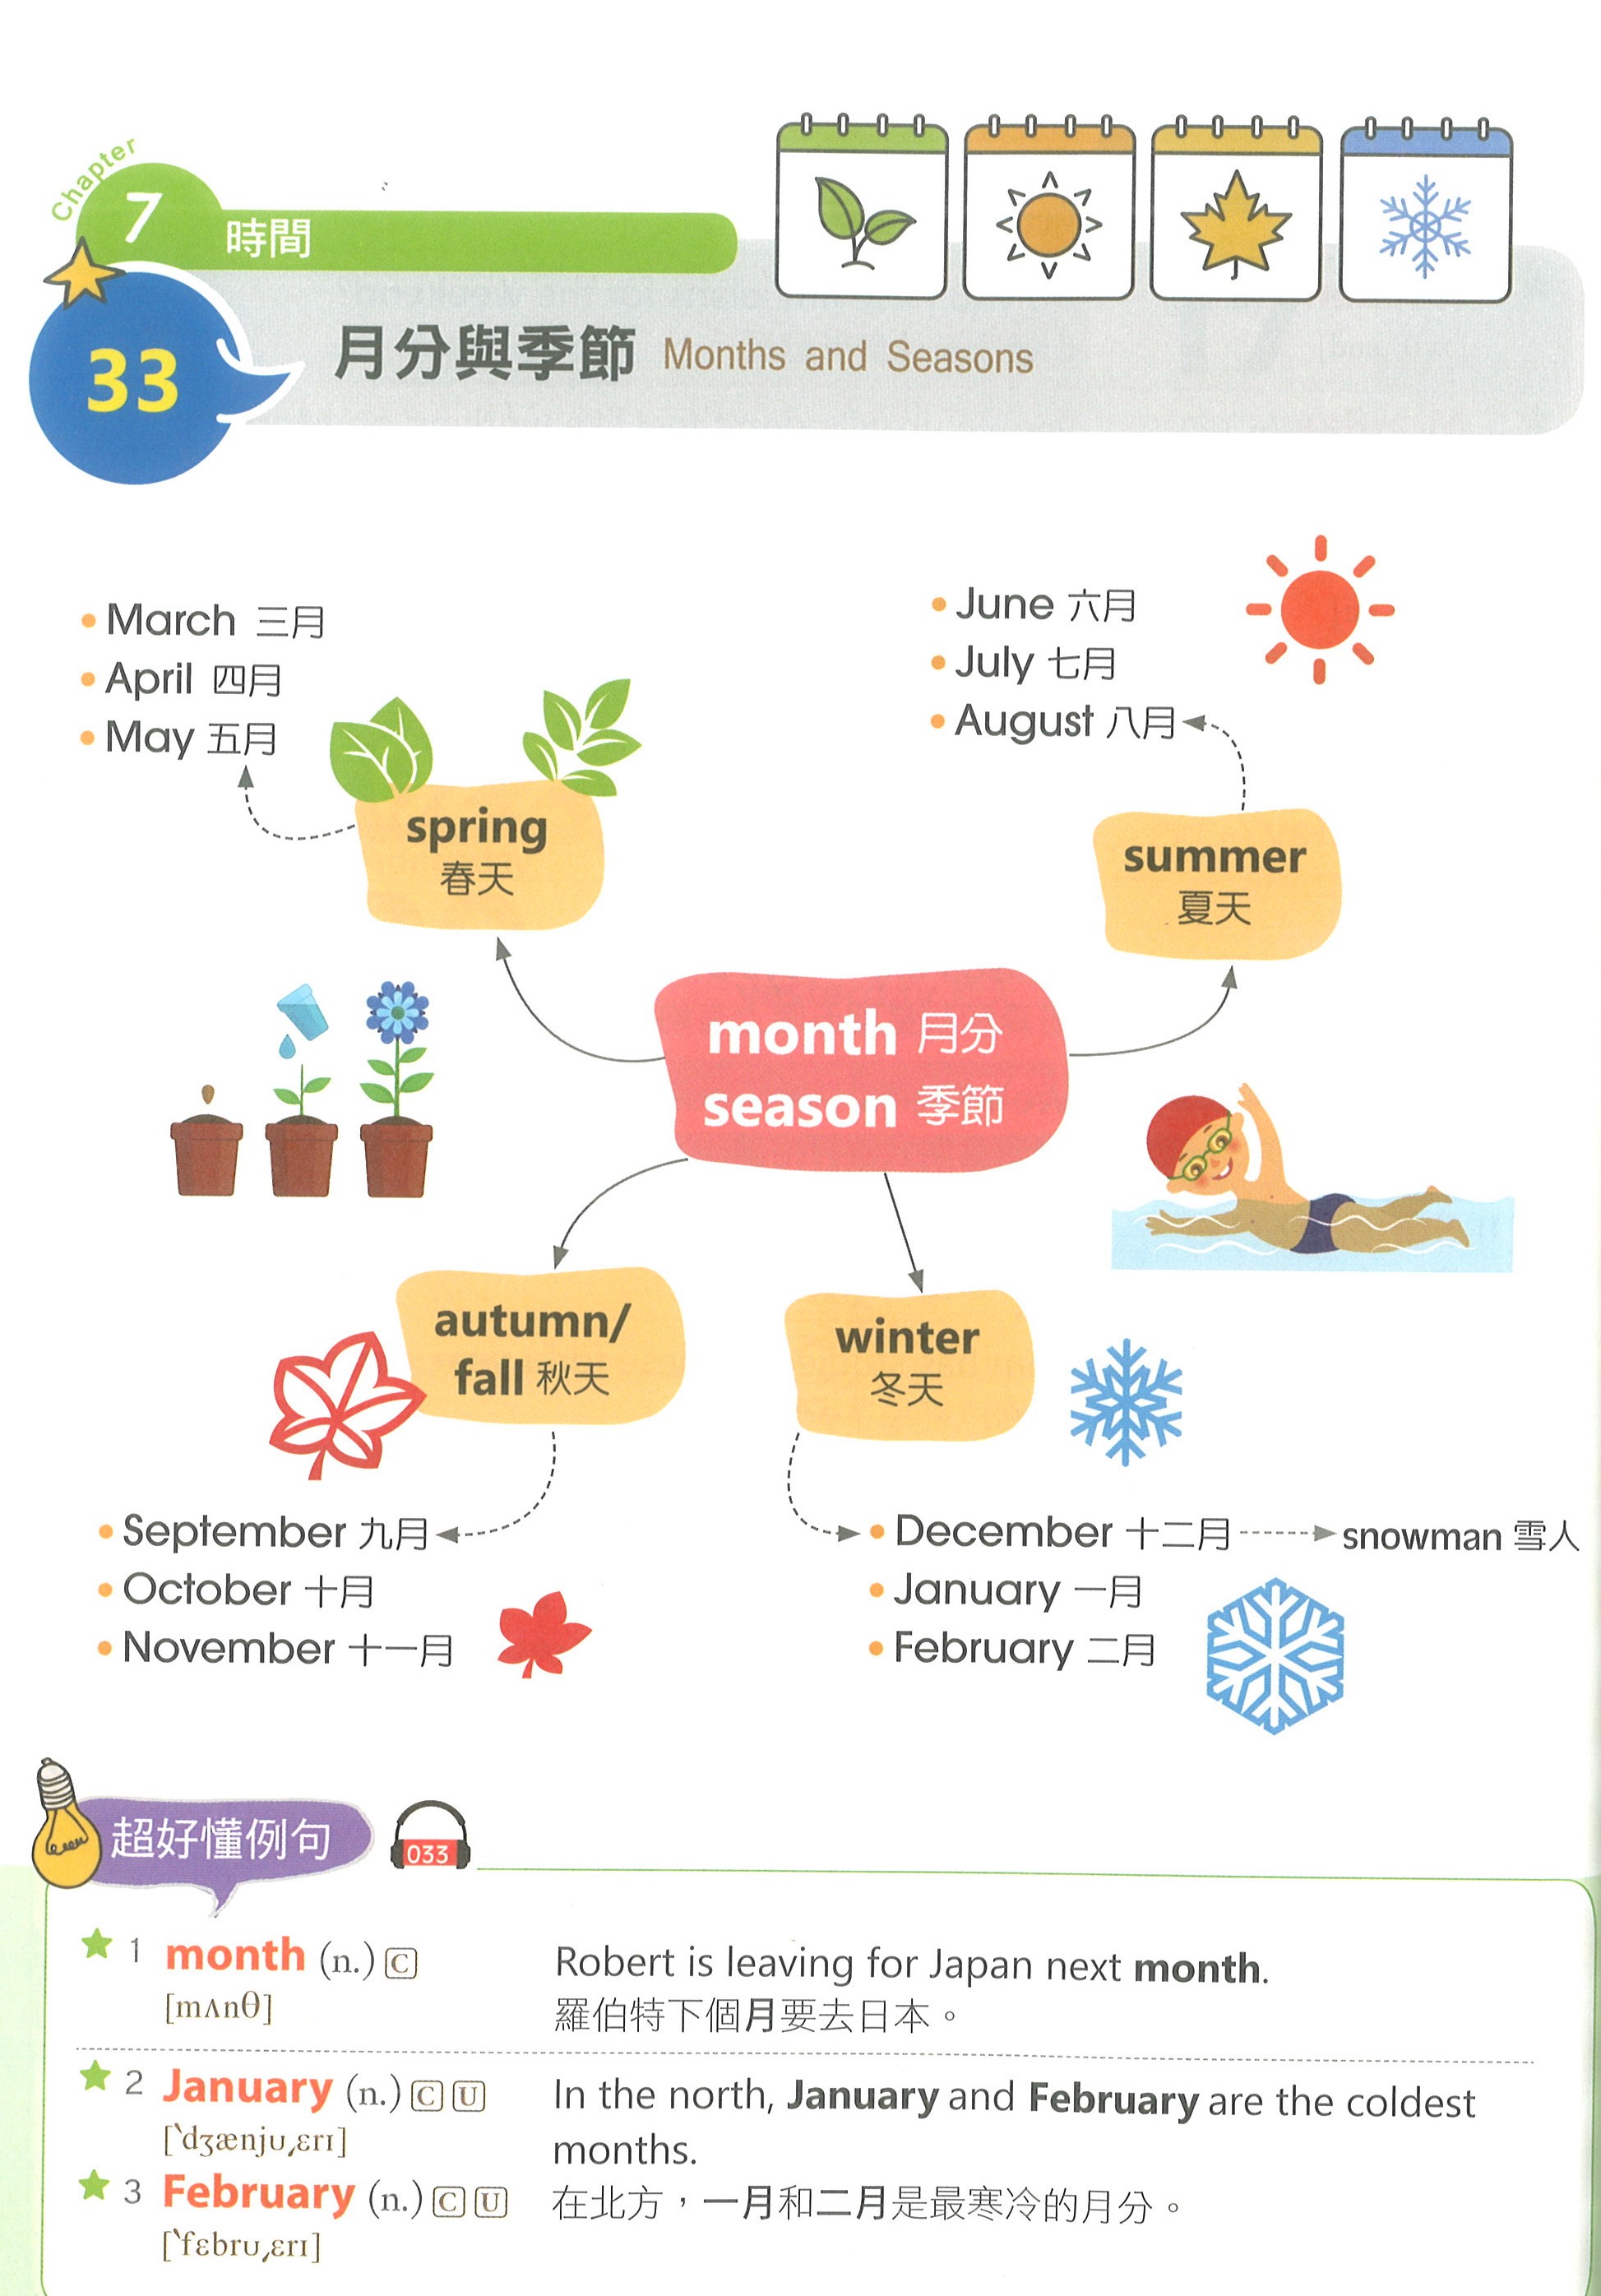 Chapter
7
時間
33
月分與季節 Months and Seasons
March 三月
April 四月
May 五月
June 六月
July 七月
August 八月
spring
春天
summer
夏天
month 月分
season 季節
autumn/
fall 秋天
winter
冬天
September 九月
October 十月
November 十一月
December 十二月
snowman 雪人
January 一月
February 二月
超好懂例句
033
1 month (n.) C
[mʌnθ]
Robert is leaving for Japan next month.
羅伯特下個月要去日本。
2 January (n.) C U
[ˋdʒænjʊˏɛrɪ]
3 February (n.) C U
[ˋfɛbrʊˏɛrɪ]
In the north, January and February are the coldest
months.
在北方，一月和二月是最寒冷的月分。